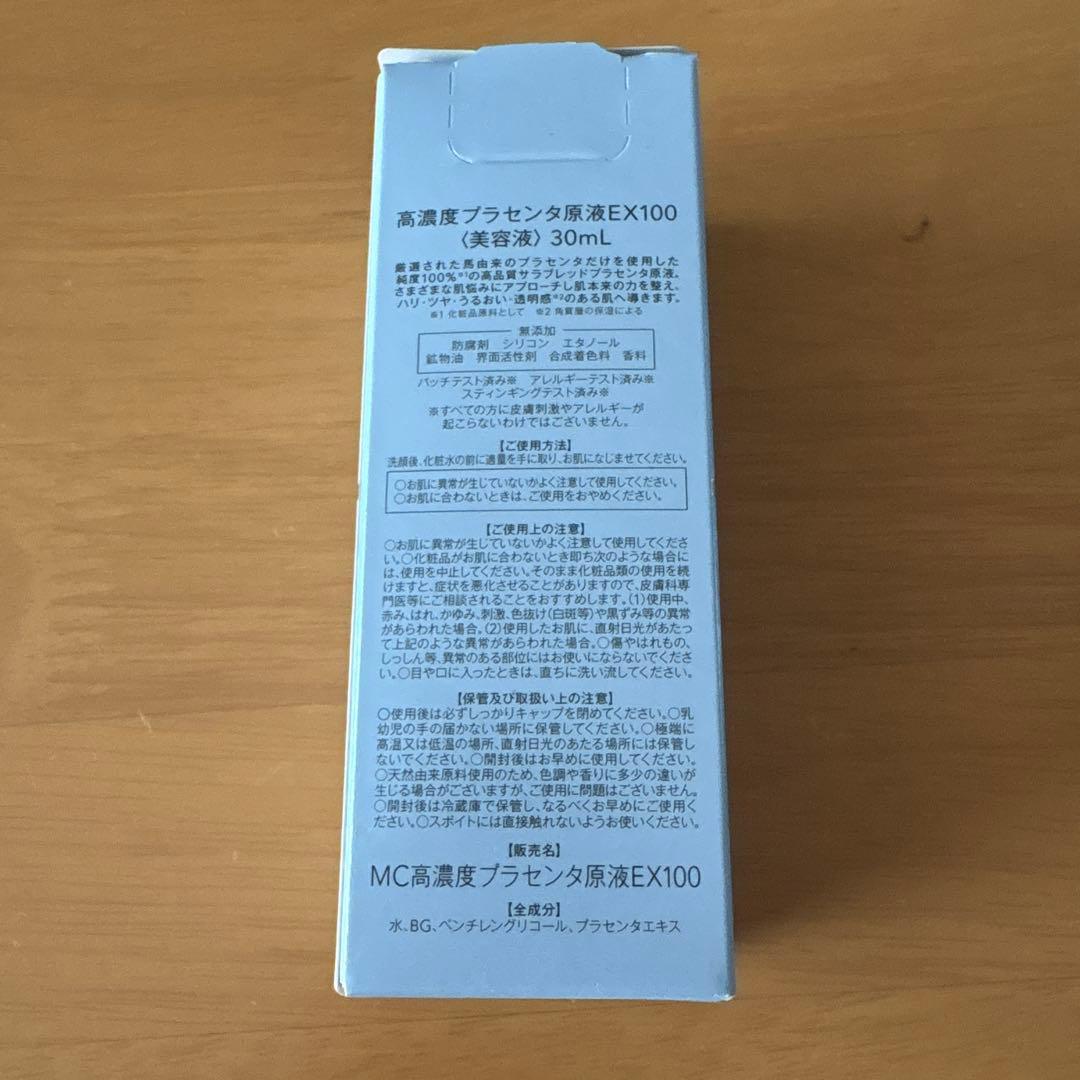 高濃度プラセンタ原液EX100
〈美容液〉30mL
厳選された馬由来のプラセンタだけを使用した
純度100%※1の高品質サラブレッドプラセンタ原液。
さまざまな肌悩みにアプローチし肌本来の力を整え、
ハリ・ツヤ・うるおい・透明感※2のある肌へ導きます。
※1 化粧品原料として ※2 角質層の保湿による
無添加
防腐剤 シリコン エタノール
鉱物油 界面活性剤 合成着色料 香料
パッチテスト済み※ アレルギーテスト済み※
スティンギングテスト済み※
※すべての方に皮膚刺激やアレルギーが
起こらないわけではございません。
【ご使用方法】
洗顔後、化粧水の前に適量を手に取り、お肌になじませてください。
○お肌に異常が生じていないかよく注意して使用してください。
○お肌に合わないときは、ご使用をおやめください。
【ご使用上の注意】
○お肌に異常が生じていないかよく注意して使用してくださ
い。○化粧品がお肌に合わないとき即ち次のような場合に
は、使用を中止してください。そのまま化粧品類の使用を続
けますと、症状を悪化させることがありますので、皮膚科専
門医等にご相談されることをおすすめします。(1)使用中、
赤み、はれ、かゆみ、刺激、色抜け(白斑等)や黒ずみ等の異常
があらわれた場合。(2)使用したお肌に、直射日光があたっ
て上記のような異常があらわれた場合。○傷やはれもの、
しっしん等、異常のある部位にはお使いにならないでくださ
い。○目や口に入ったときは、直ちに洗い流してください。
【保管及び取扱い上の注意】
○使用後は必ずしっかりキャップを閉めてください。○乳
幼児の手の届かない場所に保管してください。○極端に
高温又は低温の場所、直射日光のあたる場所には保管し
ないでください。○開封後はお早めに使用してください。
○天然由来原料使用のため、色調や香りに多少の違いが
生じる場合がございますが、ご使用に問題はございません。
○開封後は冷蔵庫で保管し、なるべくお早めにご使用く
ださい。○スポイトには直接触れないようお使いください。
【販売名】
MC高濃度プラセンタ原液EX100
【全成分】
水、BG、ペンチレングリコール、プラセンタエキス